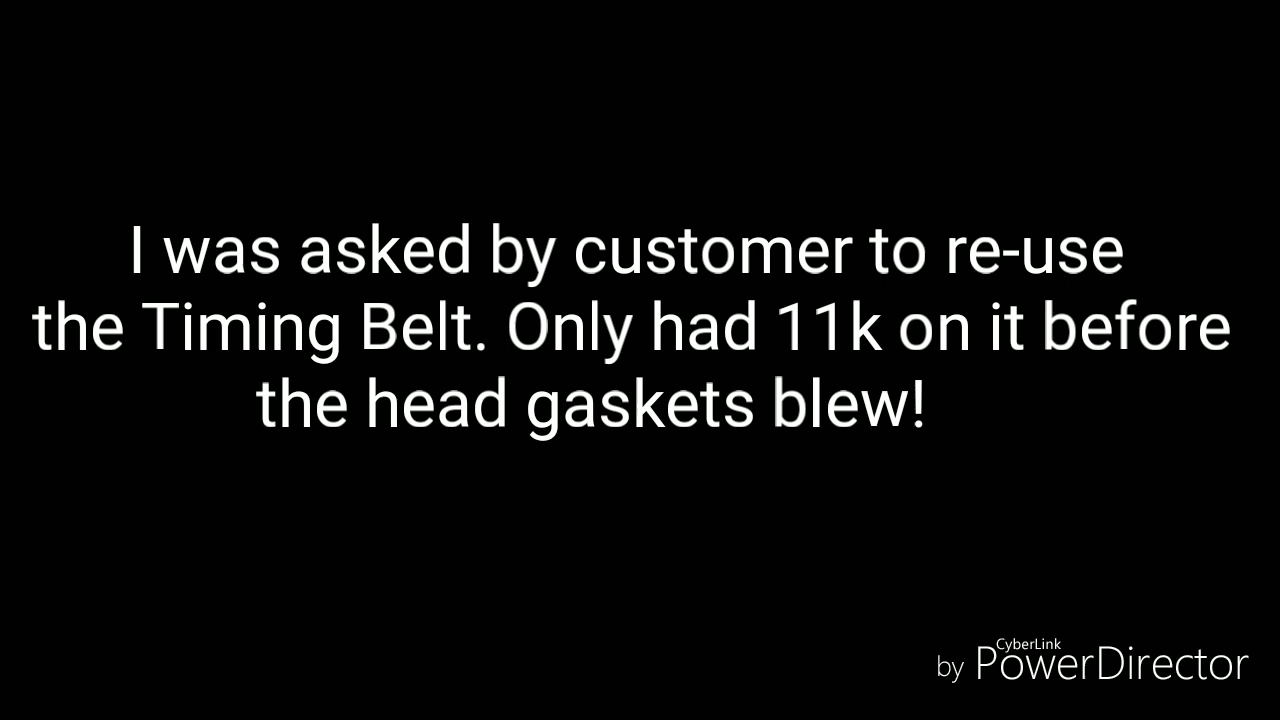 I was asked by customer to re-use
the Timing Belt. Only had 11k on it before
the head gaskets blew!
CyberLink
by PowerDirector